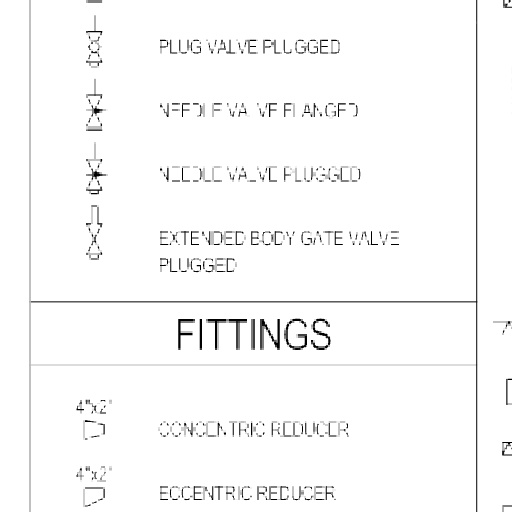 PLUG VALVE PLUGGED
NEEDLE VALVE FLANGED
NEEDLE VALVE PLUGGED
EXTENDED BODY GATE VALVE
PLUGGED
FITTINGS
4"x2"
CONCENTRIC REDUCER
4"x2"
ECCENTRIC REDUCER